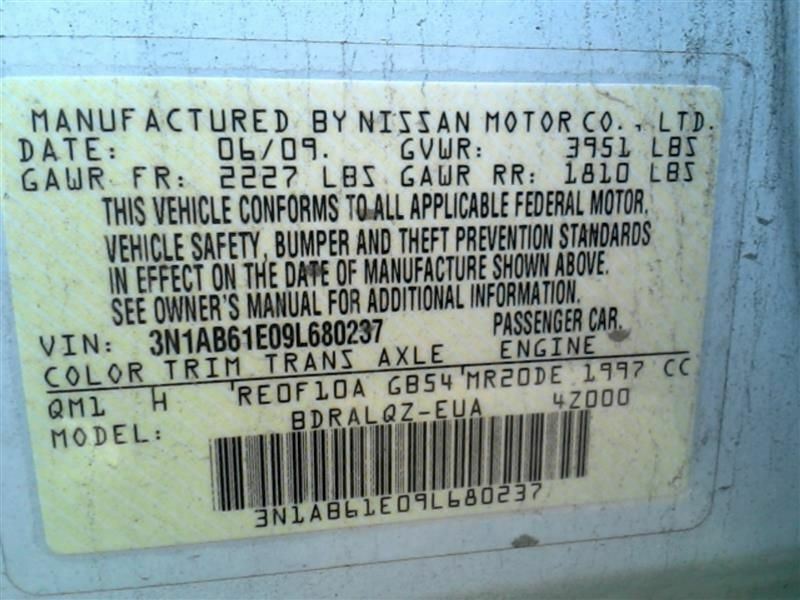 MANUFACTURED BY NISSAN MOTOR CO., LTD.
DATE: 06/09. GVWR: 3951 LBS
GAWR FR: 2227 LBS GAWR RR: 1810 LBS
THIS VEHICLE CONFORMS TO ALL APPLICABLE FEDERAL MOTOR,
VEHICLE SAFETY, BUMPER AND THEFT PREVENTION STANDARDS
IN EFFECT ON THE DATE OF MANUFACTURE SHOWN ABOVE.
SEE OWNER'S MANUAL FOR ADDITIONAL INFORMATION.
VIN: 3N1AB61E09L680237 PASSENGER CAR.
COLOR TRIM TRANS AXLE ENGINE
QM1 H RE0F10A GB54 MR20DE 1997 CC
MODEL: BDRALQZ-EUA 4Z000
3N1AB61E09L680237